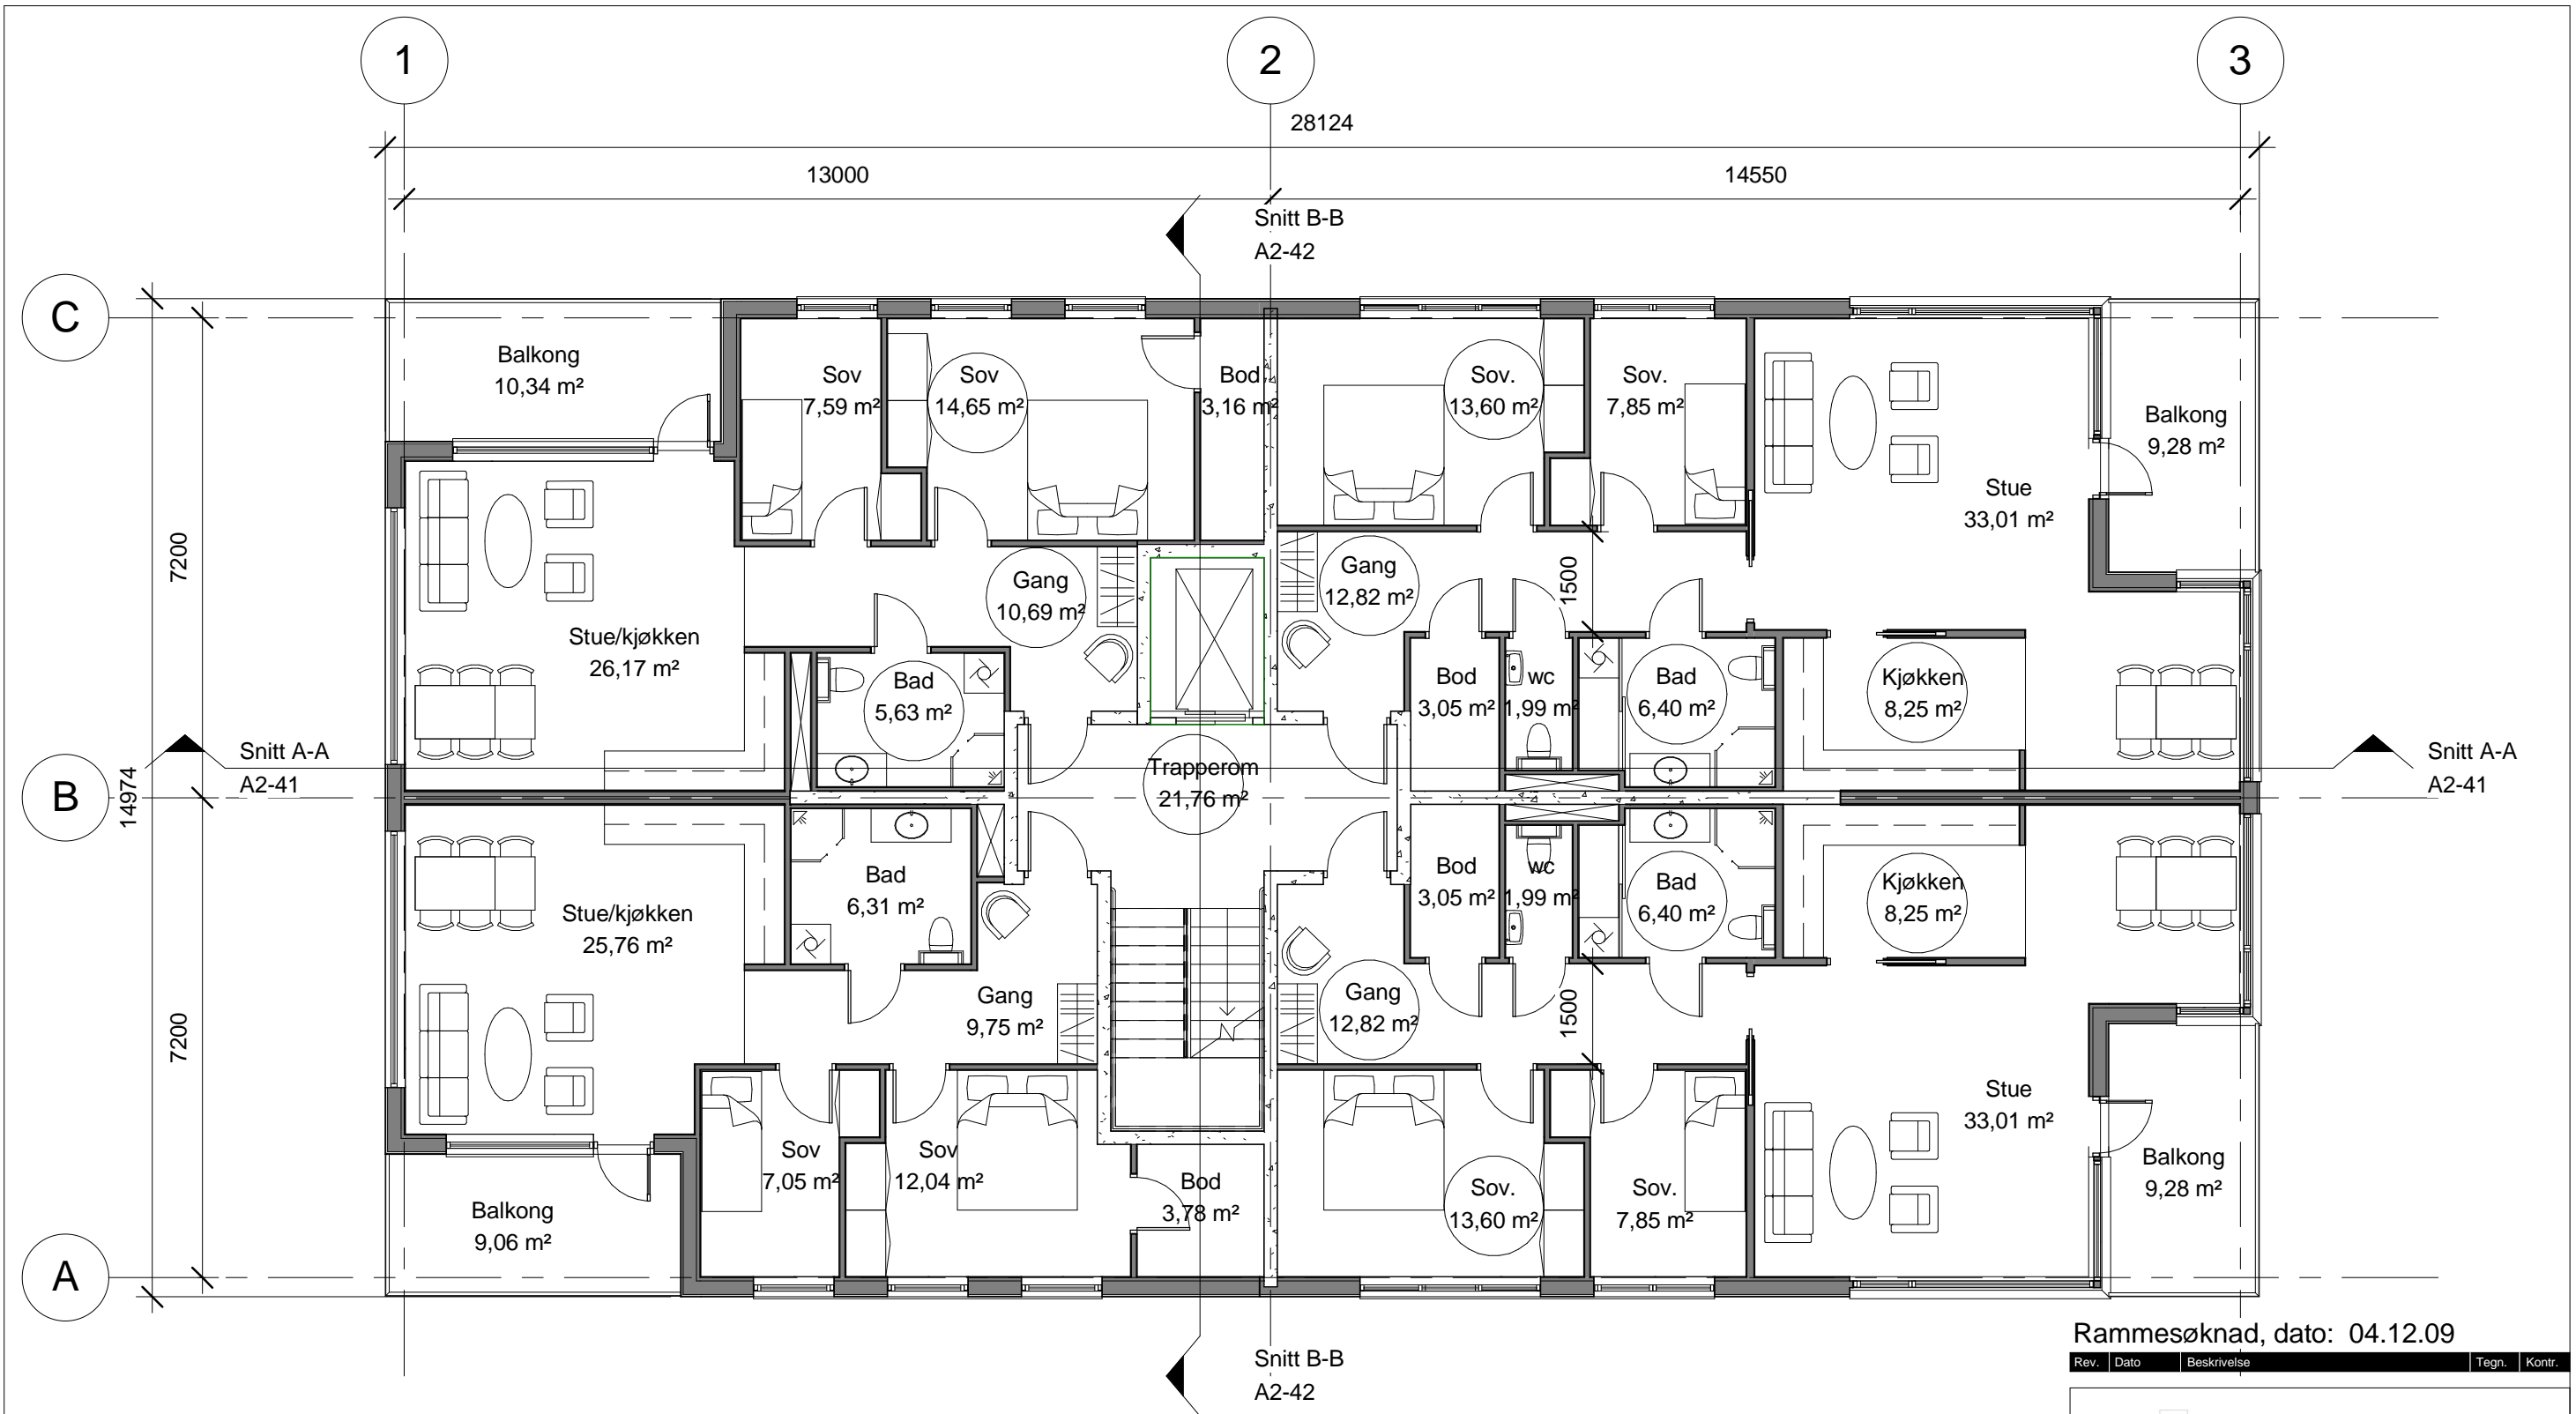 1
2
3
28124
13000
14550
Snitt B-B
A2-42
C
Balkong
10,34 m²
Sov
7,59 m²
Sov
14,65 m²
Bod
3,16 m²
Sov.
13,60 m²
Sov.
7,85 m²
Balkong
9,28 m²
Stue
33,01 m²
7200
Gang
10,69 m²
Gang
12,82 m²
1500
Stue/kjøkken
26,17 m²
Bad
5,63 m²
Bod
3,05 m²
wc
1,99 m²
Bad
6,40 m²
Kjøkken
8,25 m²
Snitt A-A
A2-41
Trapperom
21,76 m²
Snitt A-A
A2-41
B
14974
Stue/kjøkken
25,76 m²
Bad
6,31 m²
Bod
3,05 m²
wc
1,99 m²
Bad
6,40 m²
Kjøkken
8,25 m²
7200
Gang
9,75 m²
Gang
12,82 m²
1500
Stue
33,01 m²
Sov
7,05 m²
Sov
12,04 m²
Bod
3,78 m²
Sov.
13,60 m²
Sov.
7,85 m²
Balkong
9,28 m²
Balkong
9,06 m²
A
Snitt B-B
A2-42
Rammesøknad, dato: 04.12.09
Rev. Dato Beskrivelse Tegn. Kontr.